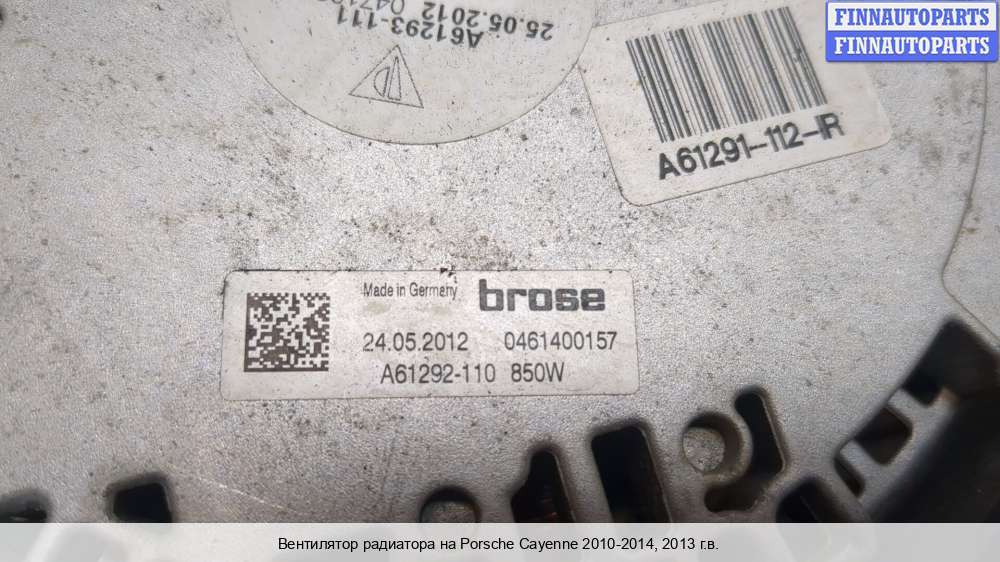 A61293-111
25.05.2012
FINNAUTOPARTS
FINNAUTOPARTS
A61291-112-IR
Made in Germany brose
24.05.2012 0461400157
A61292-110 850W
Вентилятор радиатора на Porsche Cayenne 2010-2014, 2013 г.в.